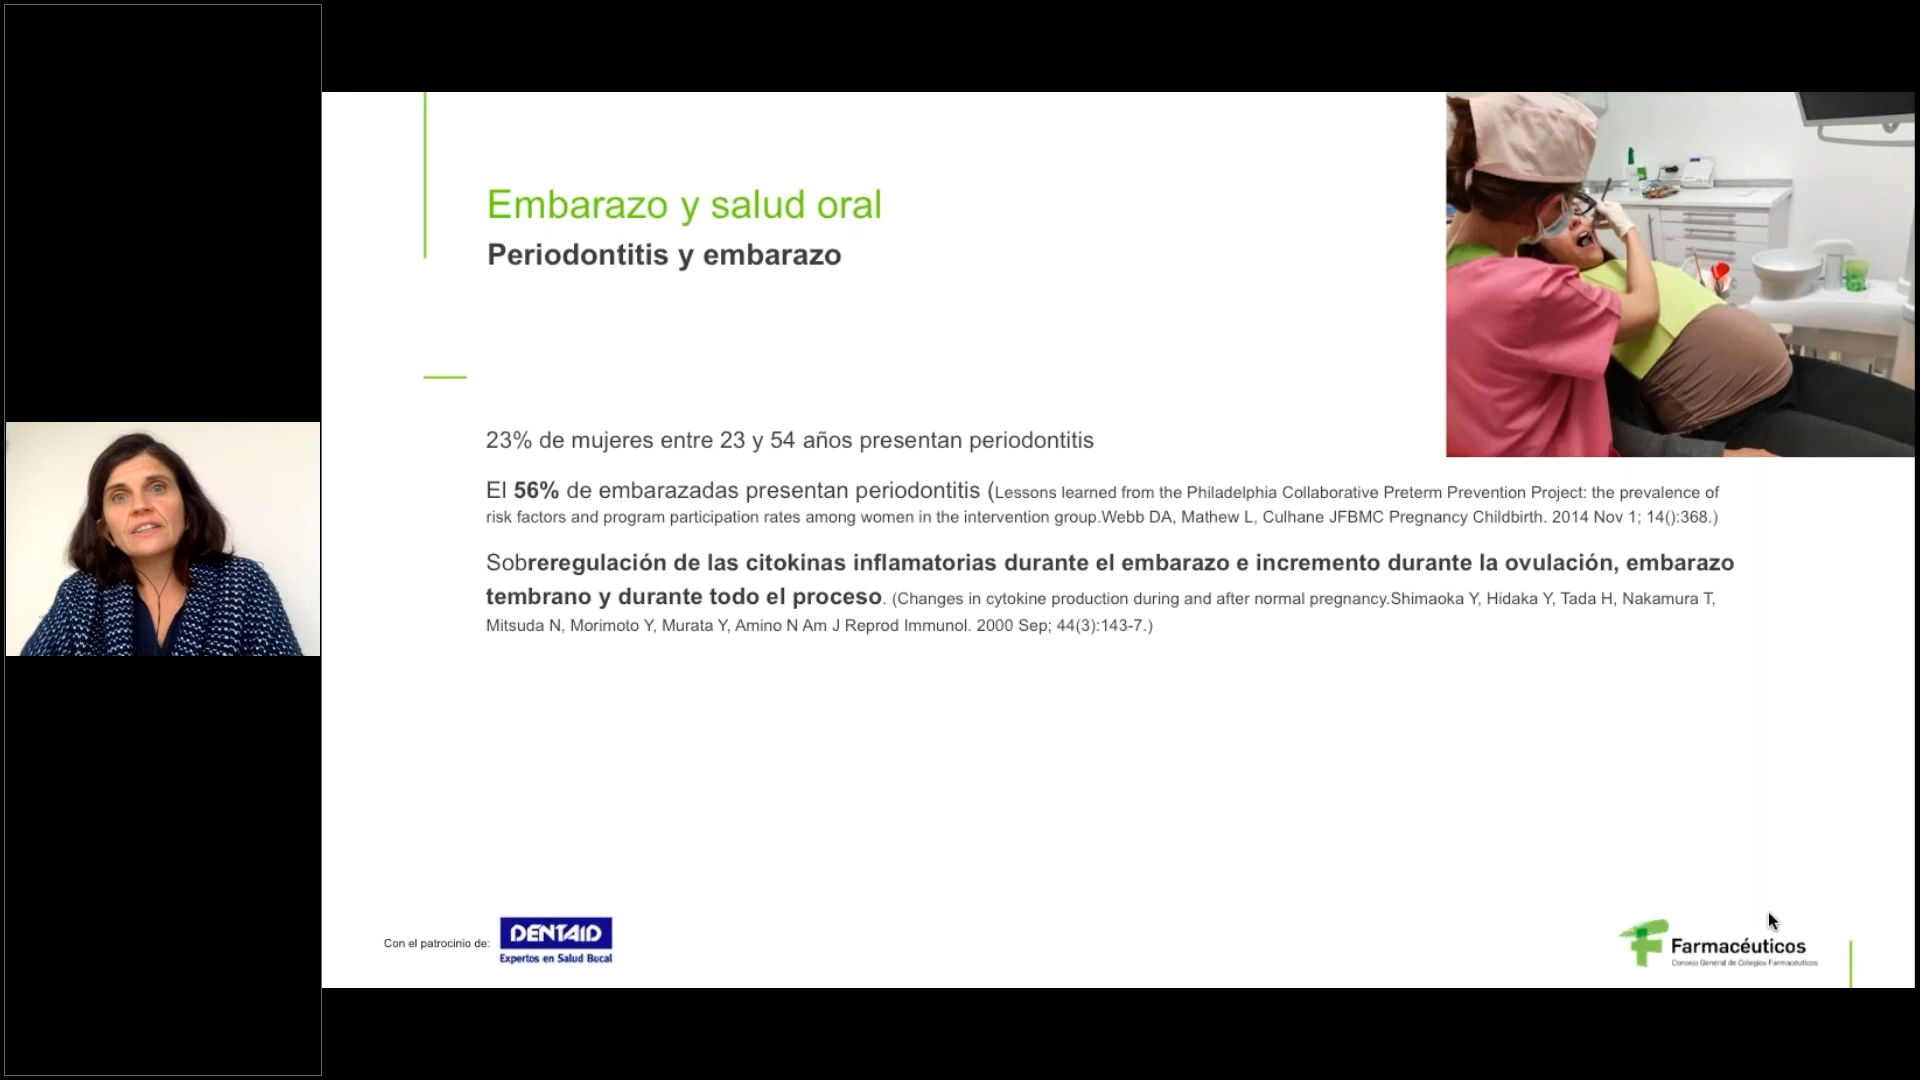 Embarazo y salud oral
Periodontitis y embarazo
23% de mujeres entre 23 y 54 años presentan periodontitis
El 56% de embarazadas presentan periodontitis (Lessons learned from the Philadelphia Collaborative Preterm Prevention Project: the prevalence of
risk factors and program participation rates among women in the intervention group.Webb DA, Mathew L, Culhane JFBMC Pregnancy Childbirth. 2014 Nov 1; 14():368.)
Sobreregulación de las citokinas inflamatorias durante el embarazo e incremento durante la ovulación, embarazo
tembrano y durante todo el proceso. (Changes in cytokine production during and after normal pregnancy.Shimaoka Y, Hidaka Y, Tada H, Nakamura T,
Mitsuda N, Morimoto Y, Murata Y, Amino N Am J Reprod Immunol. 2000 Sep; 44(3):143-7.)
Con el patrocinio de:
DENTAID
Expertos en Salud Bucal
Farmacéuticos
Consejo General de Colegios Farmacéuticos